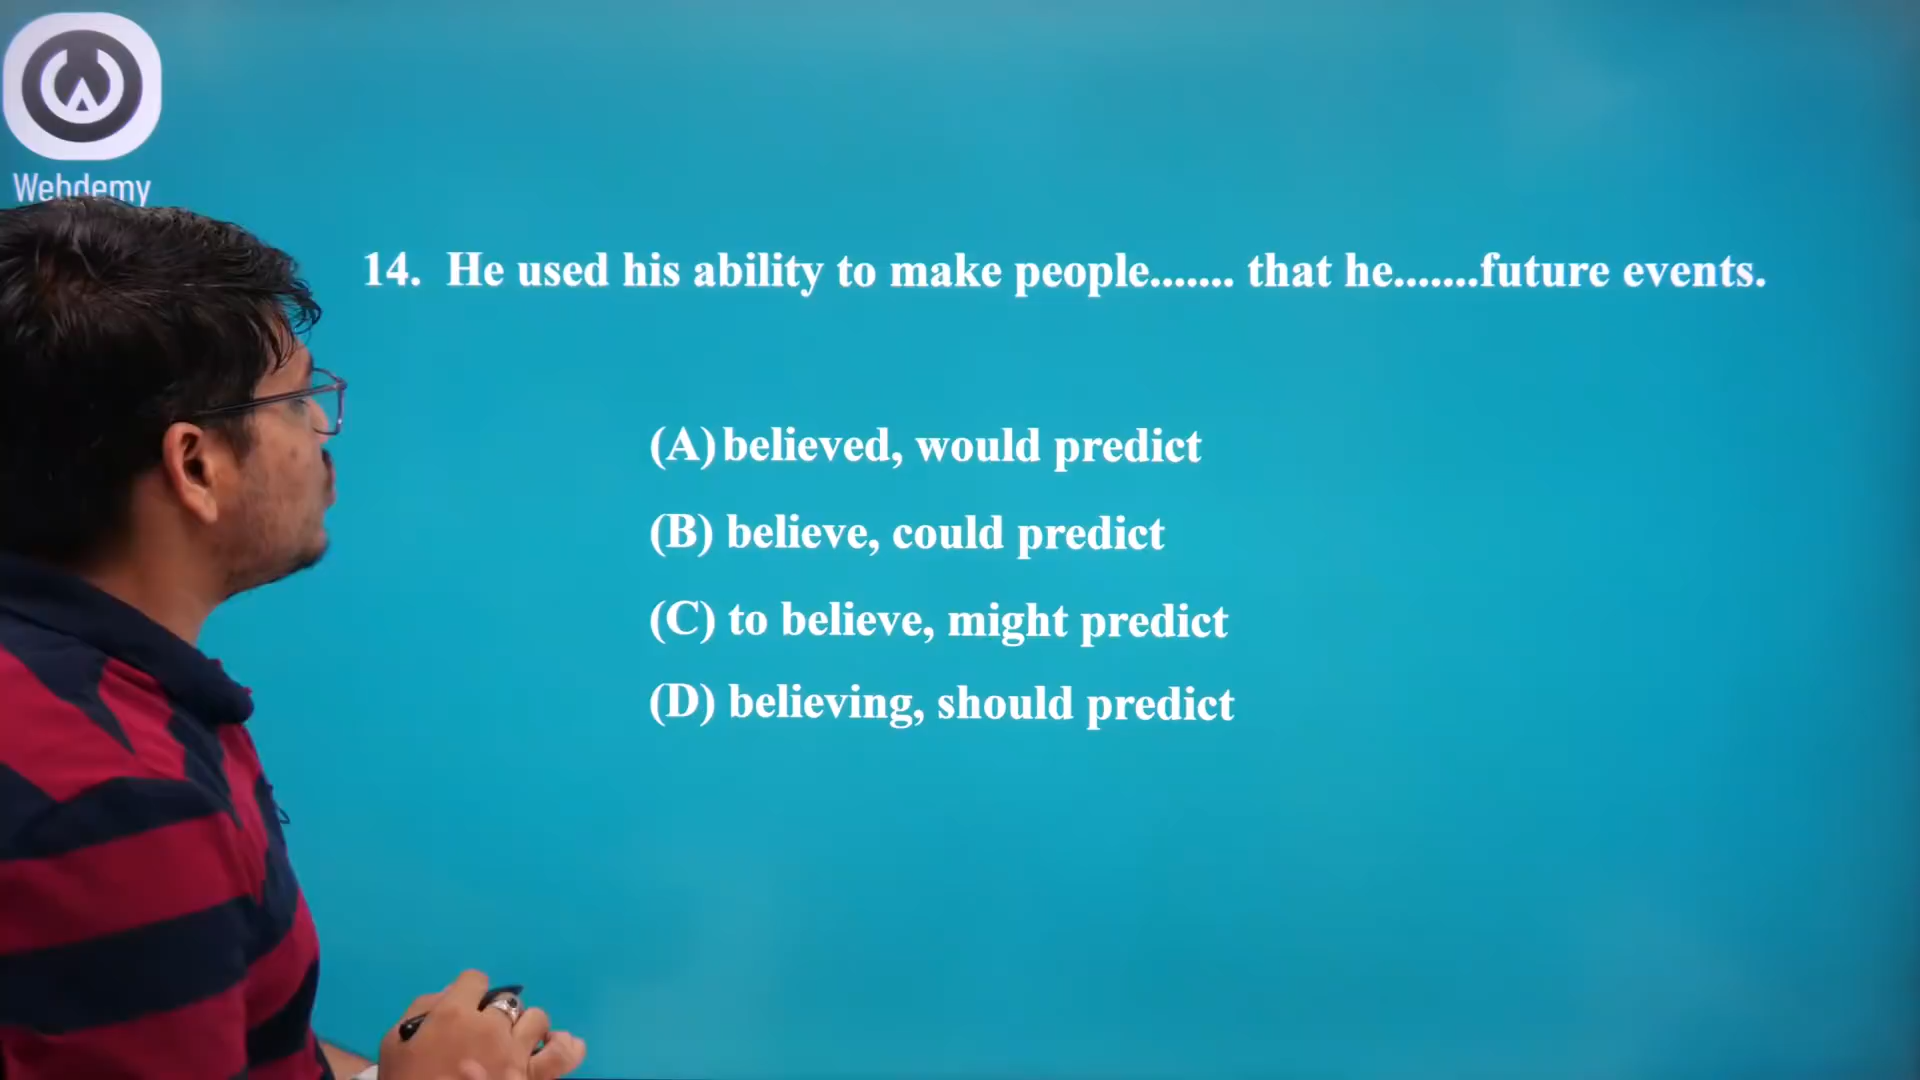 Webdemy
14. He used his ability to make people....... that he.......future events.
(A) believed, would predict
(B) believe, could predict
(C) to believe, might predict
(D) believing, should predict